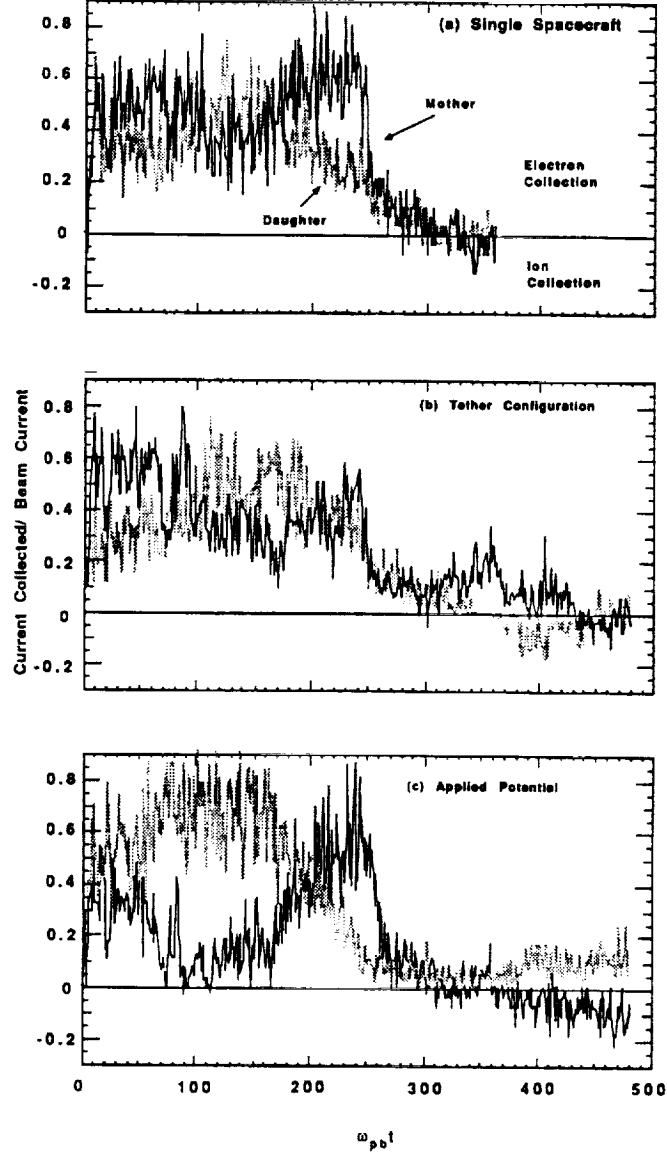 (a) Single Spacecraft
0.8
0.6
0.4
0.2
0
-0.2
Mother
Daughter
Electron
Collection
Ion
Collection
Current Collected/ Beam Current
(b) Tether Configuration
0.8
0.6
0.4
0.2
0
-0.2
(c) Applied Potential
0.8
0.6
0.4
0.2
0
-0.2
0 100 200 300 400 500
ωpbt